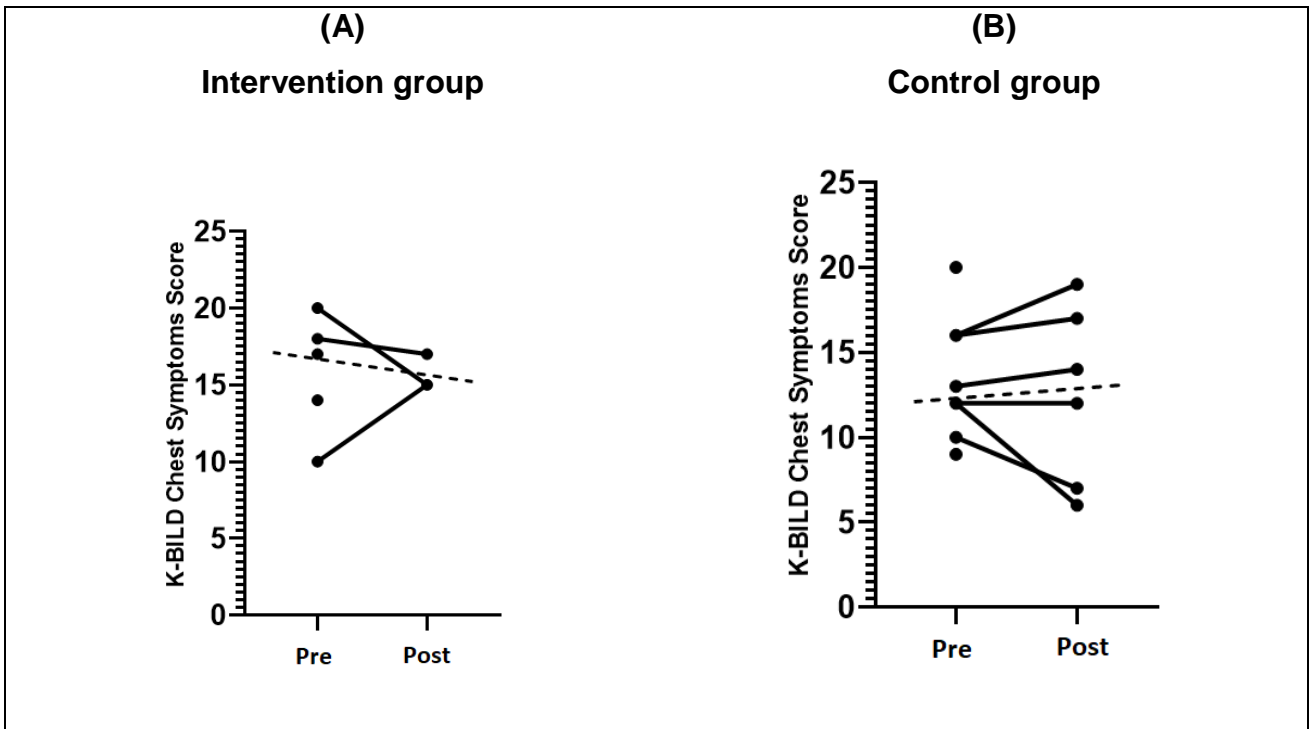 (A)
Intervention group
K-BILD Chest Symptoms Score
25
20
15
10
5
0
Pre Post
(B)
Control group
K-BILD Chest Symptoms Score
25
20
15
10
5
0
Pre Post